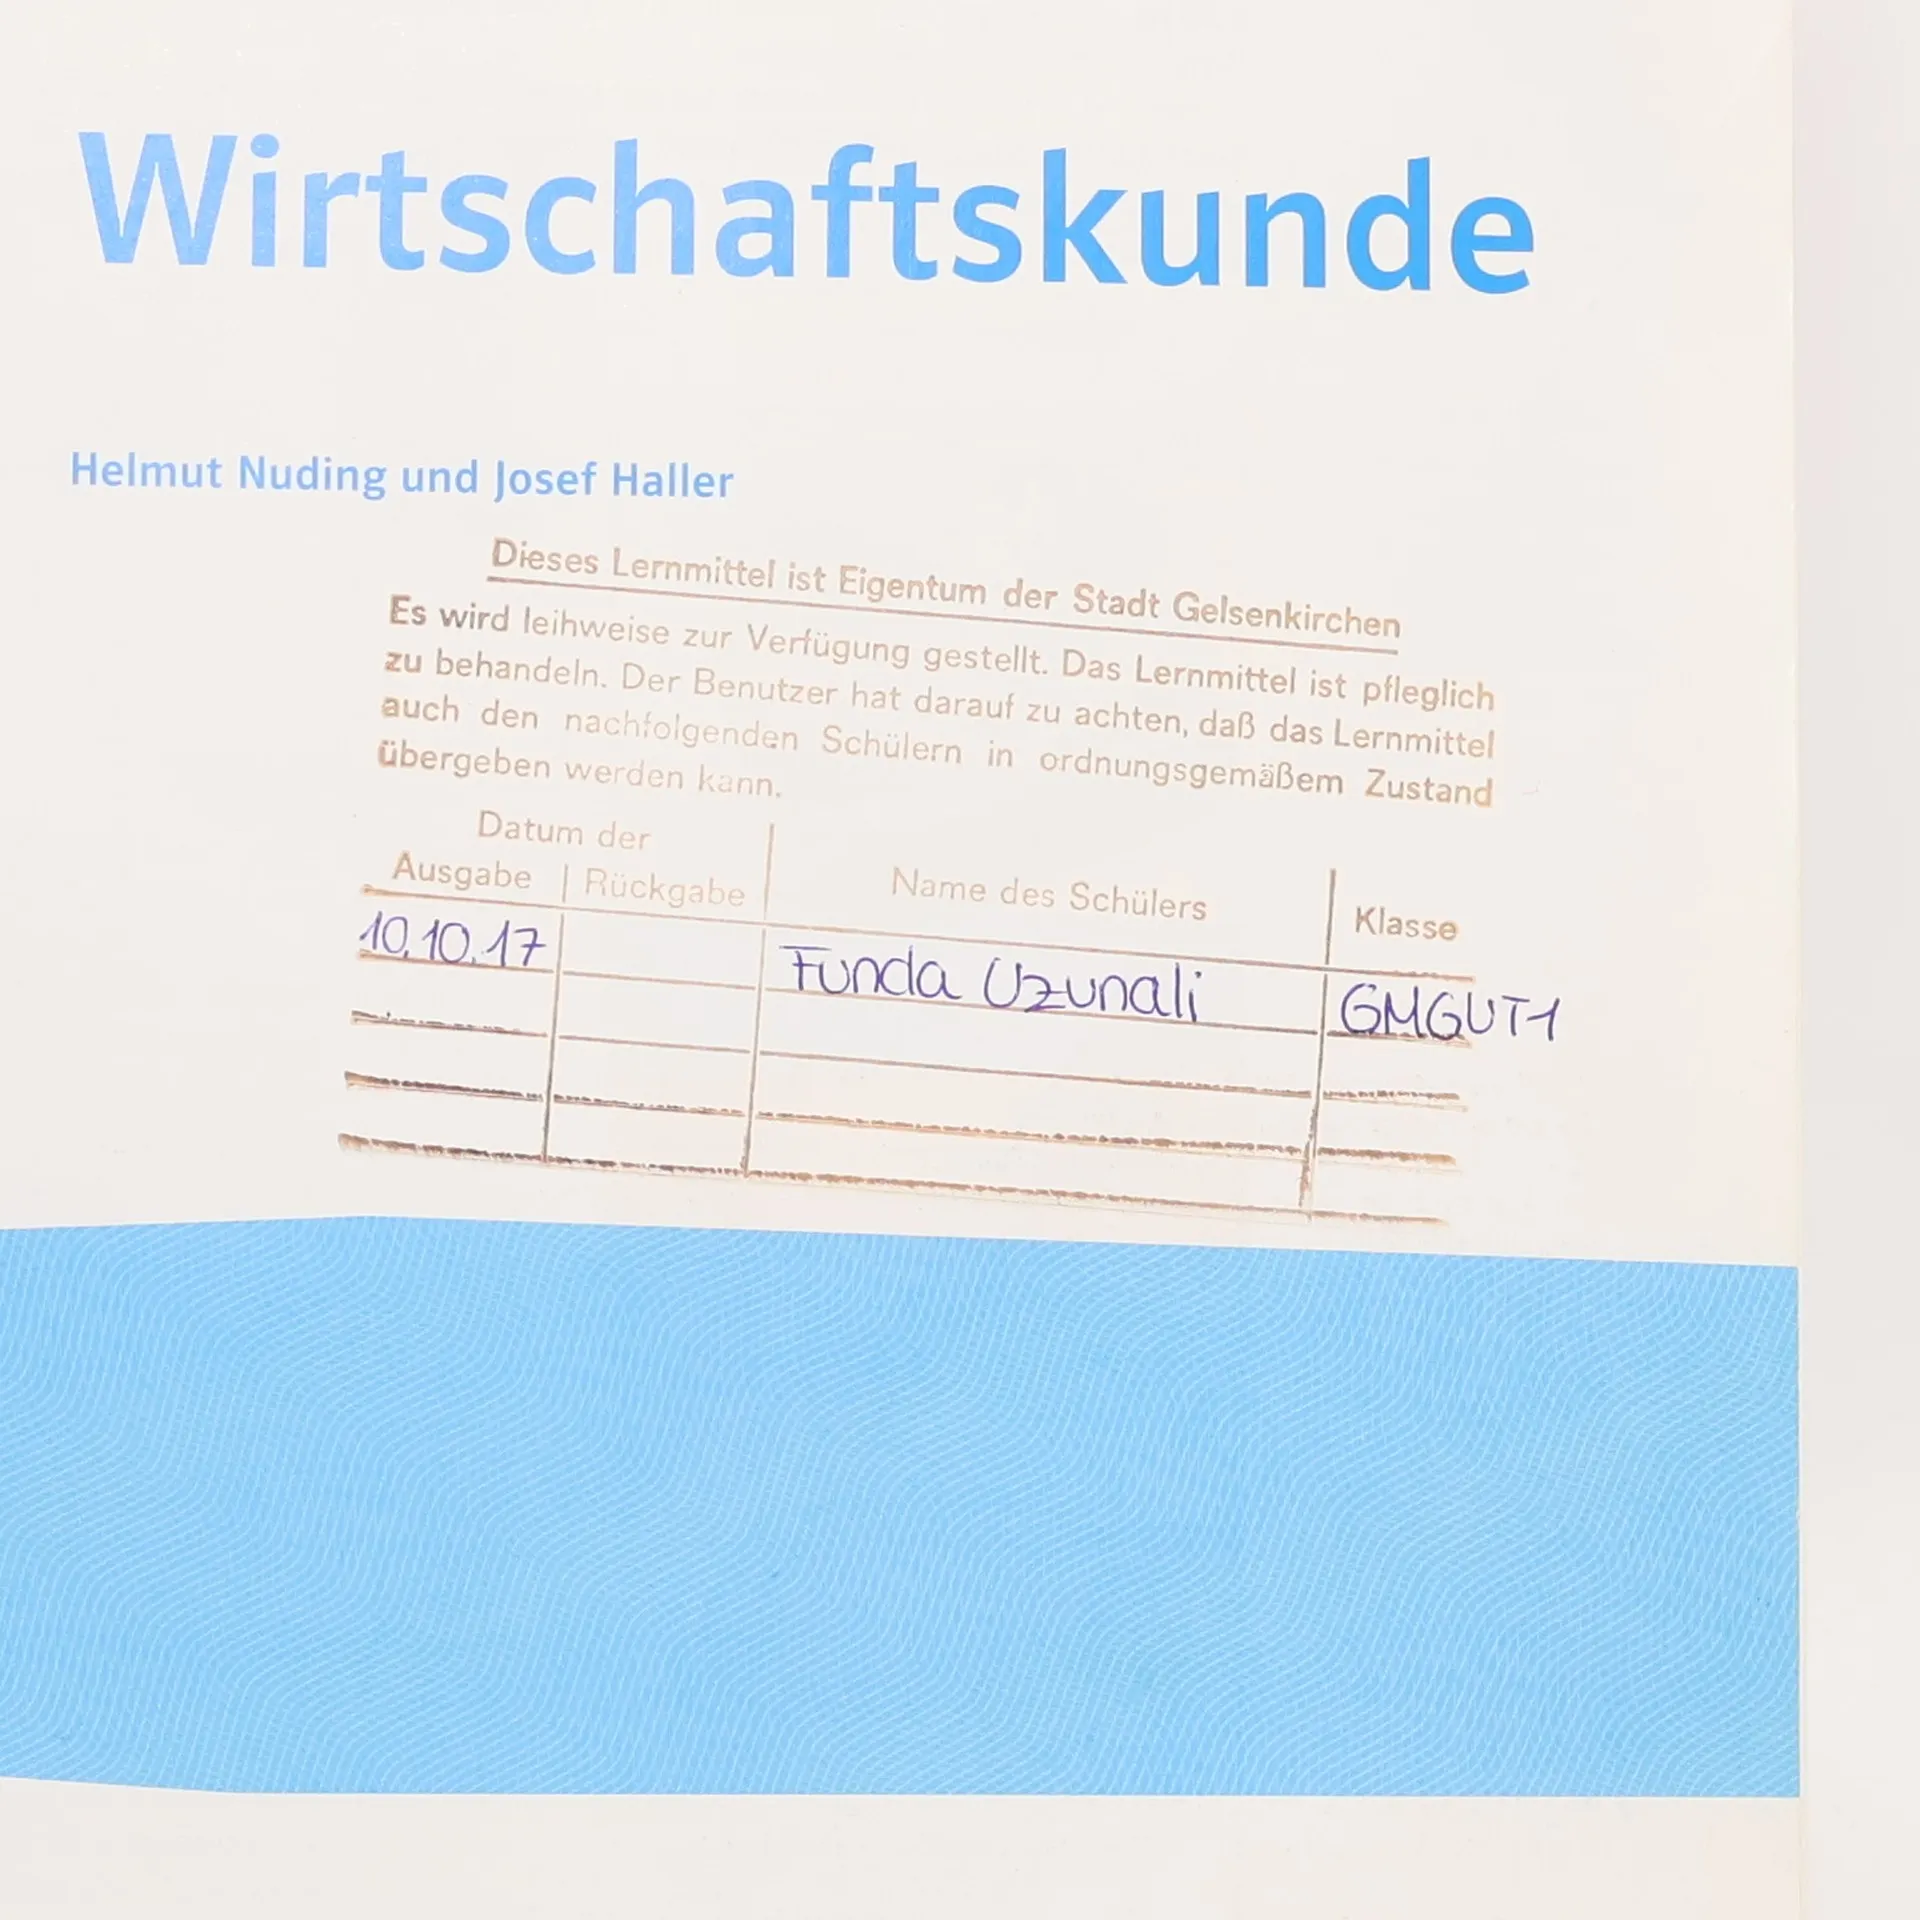 Wirtschaftskunde
Helmut Nuding und Josef Haller
Dieses Lernmittel ist Eigentum der Stadt Gelsenkirchen
Es wird leihweise zur Verfügung gestellt. Das Lernmittel ist pfleglich
zu behandeln. Der Benutzer hat darauf zu achten, daß das Lernmittel
auch den nachfolgenden Schülern in ordnungsgemäßem Zustand
übergeben werden kann.
Datum der
Ausgabe Rückgabe Name des Schülers Klasse
10.10.17 Funda Uzunali GMGUT1